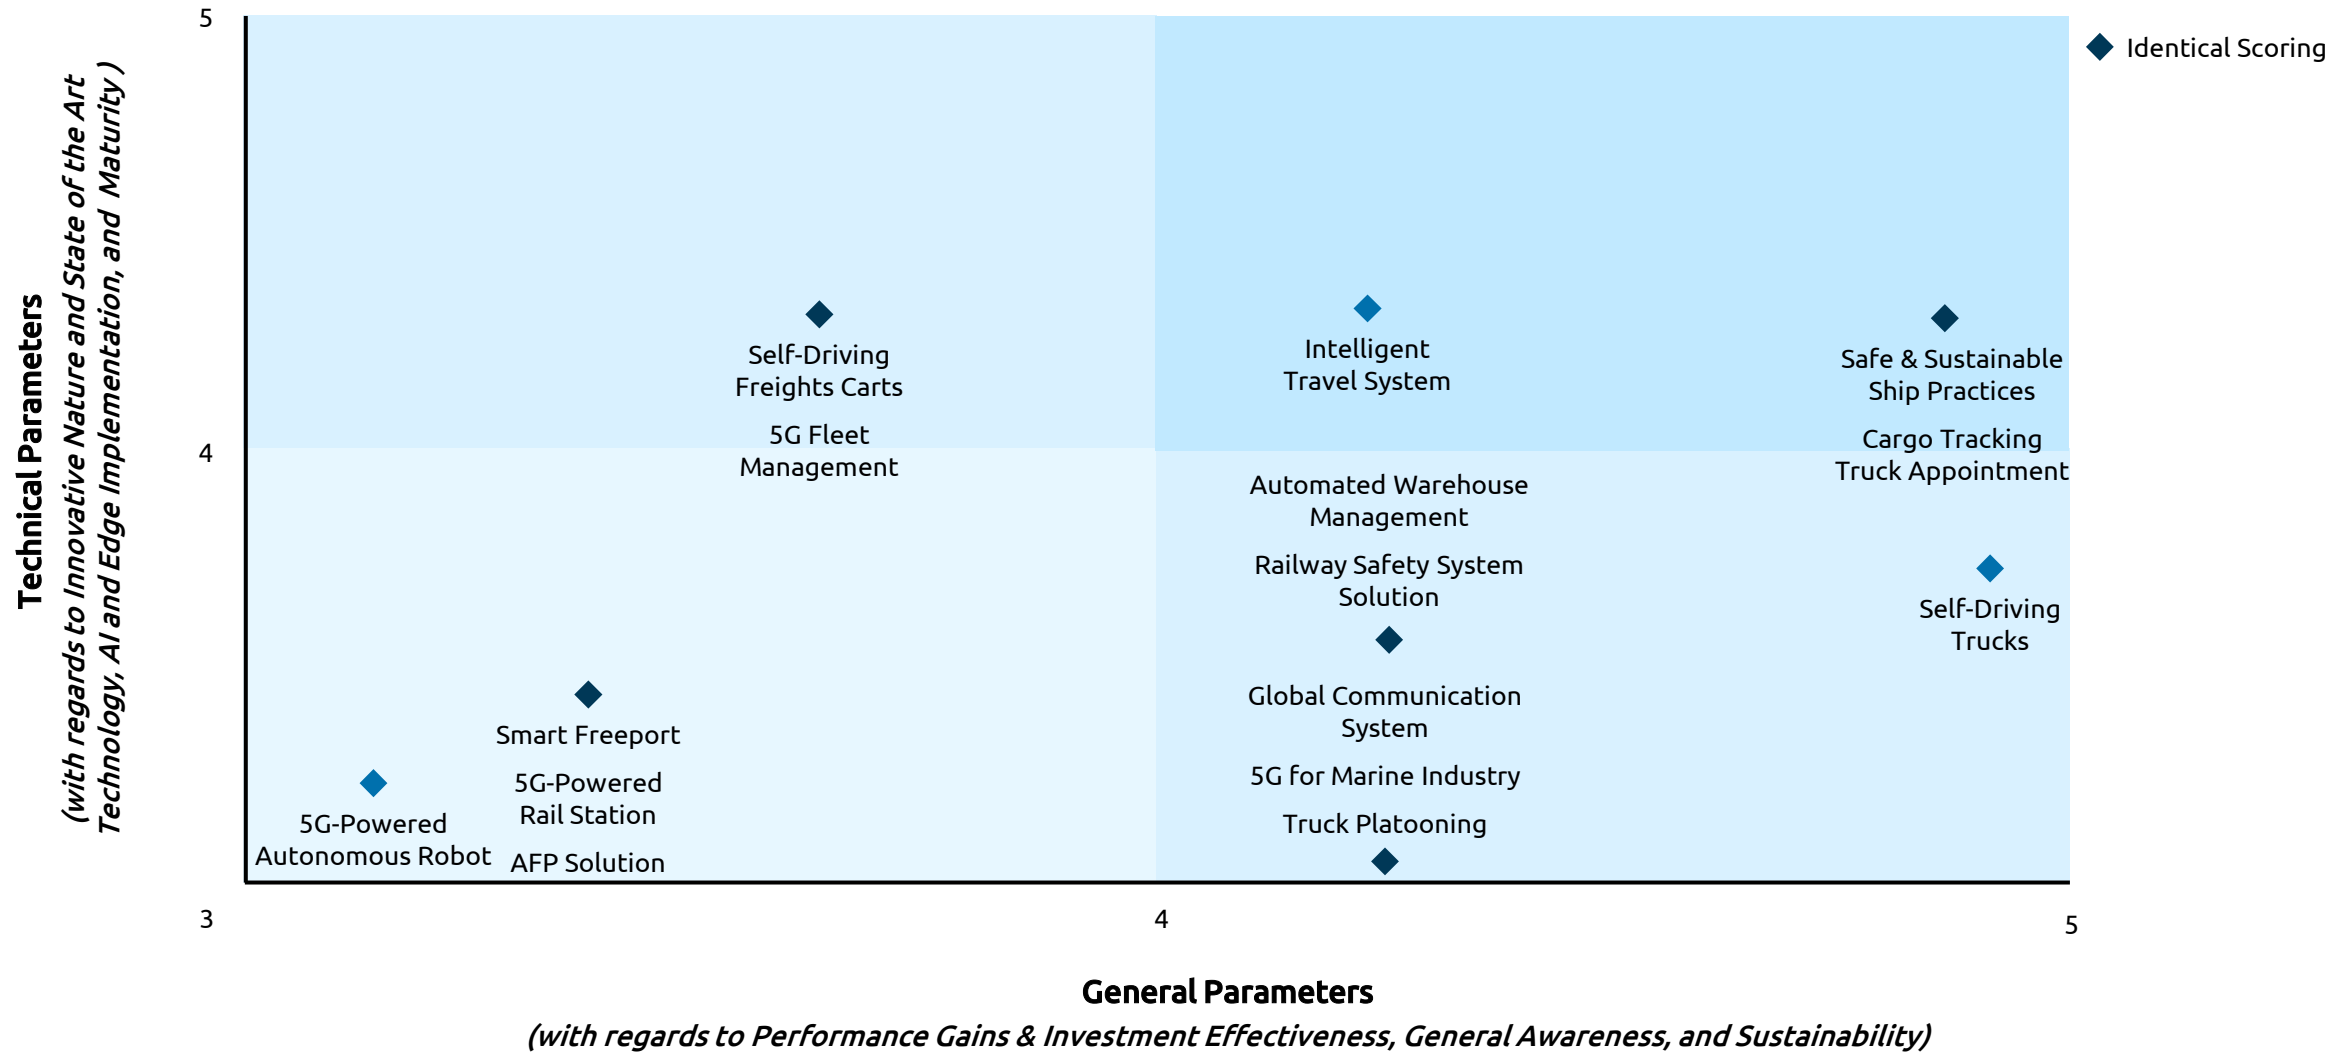 5
Identical Scoring
Technical Parameters
(with regards to Innovative Nature and State of the Art
Technology, AI and Edge Implementation, and Maturity )
Self-Driving
Freights Carts
5G Fleet
Management
Intelligent
Travel System
Safe & Sustainable
Ship Practices
Cargo Tracking
Truck Appointment
4
Automated Warehouse
Management
Railway Safety System
Solution
Self-Driving
Trucks
Global Communication
System
5G for Marine Industry
Truck Platooning
Smart Freeport
5G-Powered
Rail Station
AFP Solution
5G-Powered
Autonomous Robot
3
4
5
General Parameters
(with regards to Performance Gains & Investment Effectiveness, General Awareness, and Sustainability)